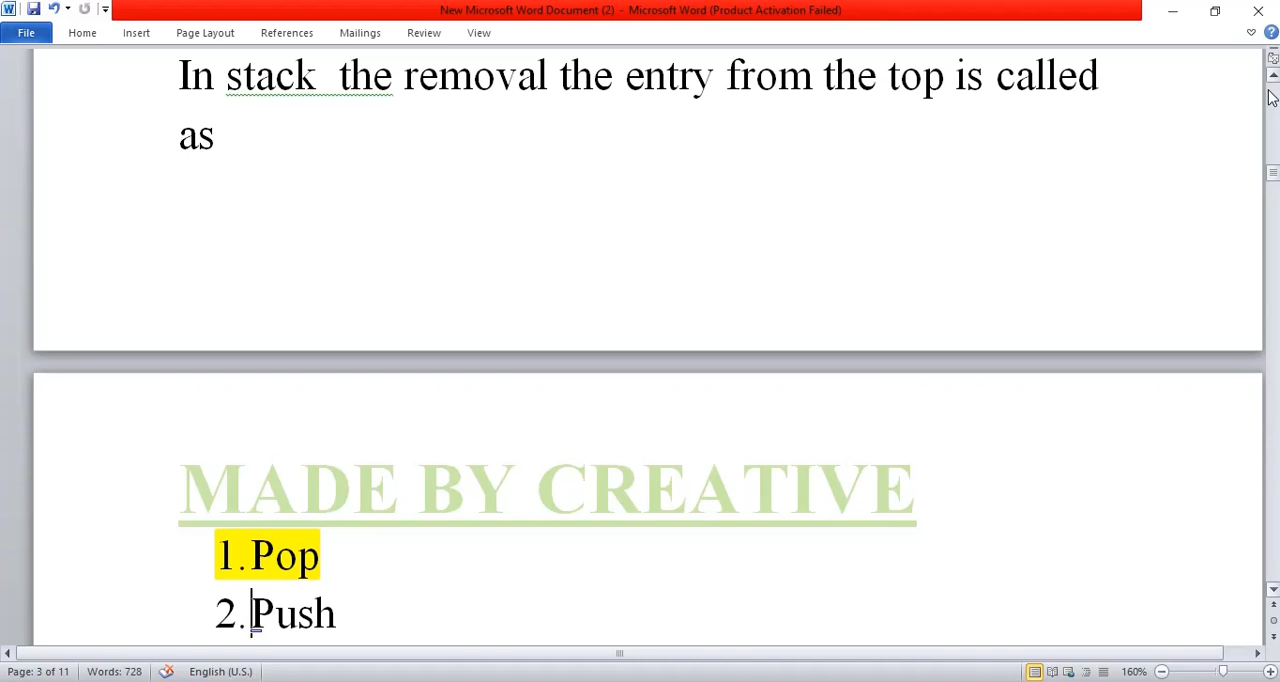 New Microsoft Word Document (2) - Microsoft Word (Product Activation Failed)
File Home Insert Page Layout References Mailings Review View
In stack the removal the entry from the top is called
as
MADE BY CREATIVE
1.Pop
2.Push
Page: 3 of 11 Words: 728 English (U.S.) 160%